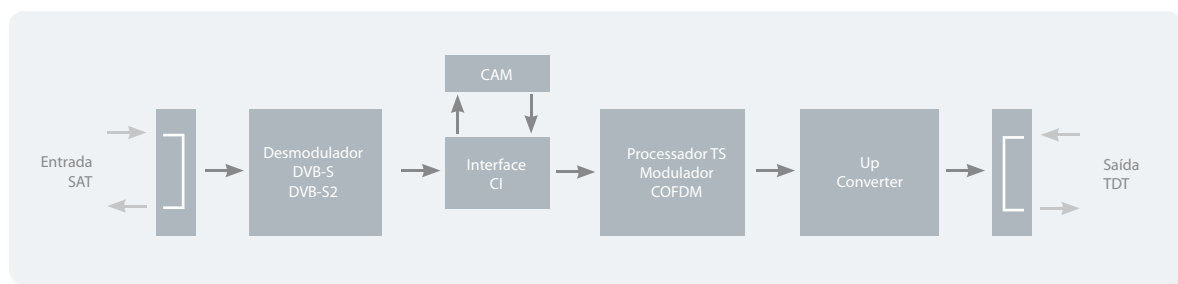 Entrada
SAT
Desmodulador
DVB-S
DVB-S2
CAM
Interface
CI
Processador TS
Modulador
COFDM
Up
Converter
Saída
TDT